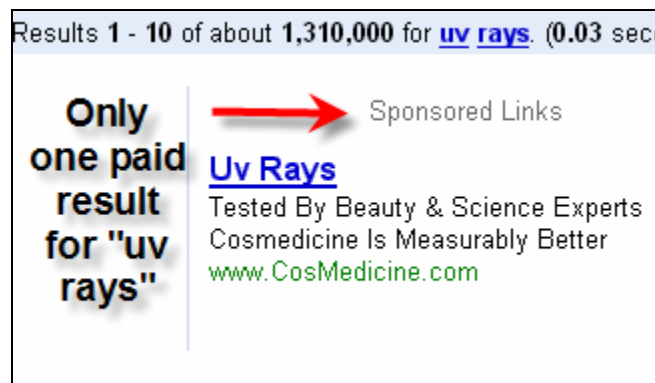 Results 1 - 10 of about 1,310,000 for uv rays. (0.03 sec
Only
one paid
result
for "uv
rays"
Sponsored Links
Uv Rays
Tested By Beauty & Science Experts
Cosmedicine Is Measurably Better
www.CosMedicine.com